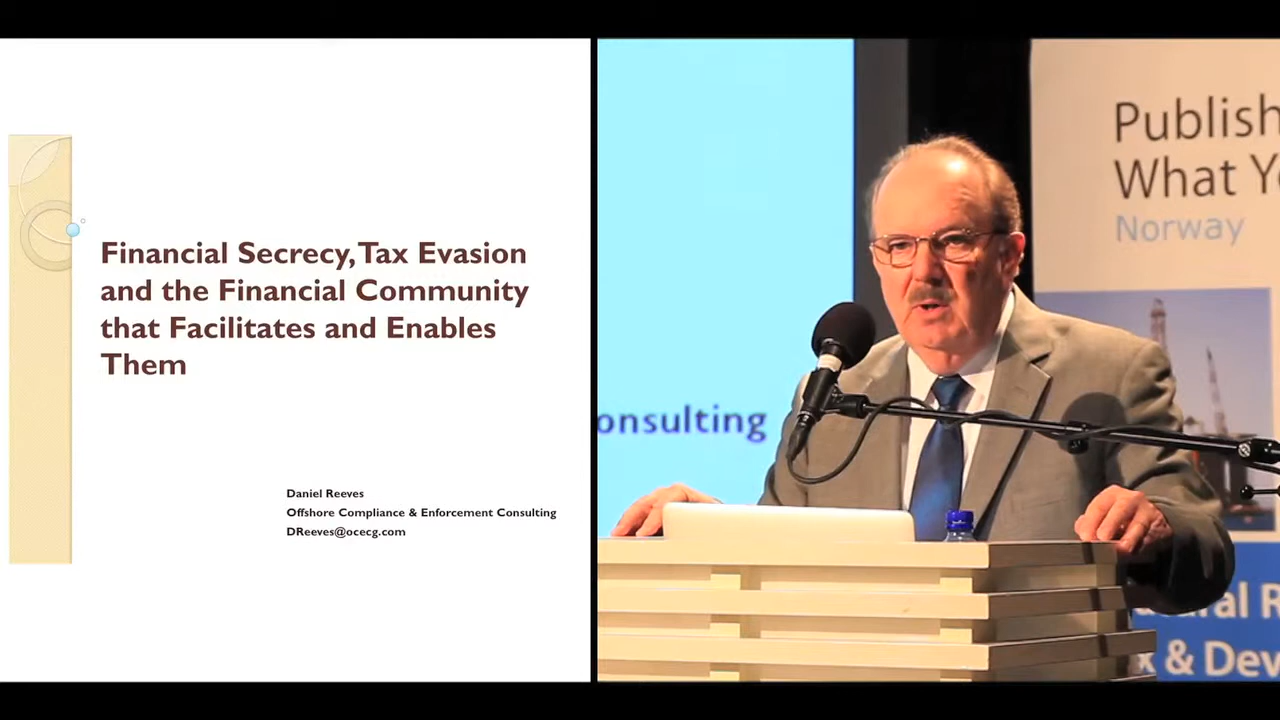 Financial Secrecy, Tax Evasion
and the Financial Community
that Facilitates and Enables
Them
Daniel Reeves
Offshore Compliance & Enforcement Consulting
DReeves@ocecg.com
onsulting
Publish
What Y
Norway
& Dev